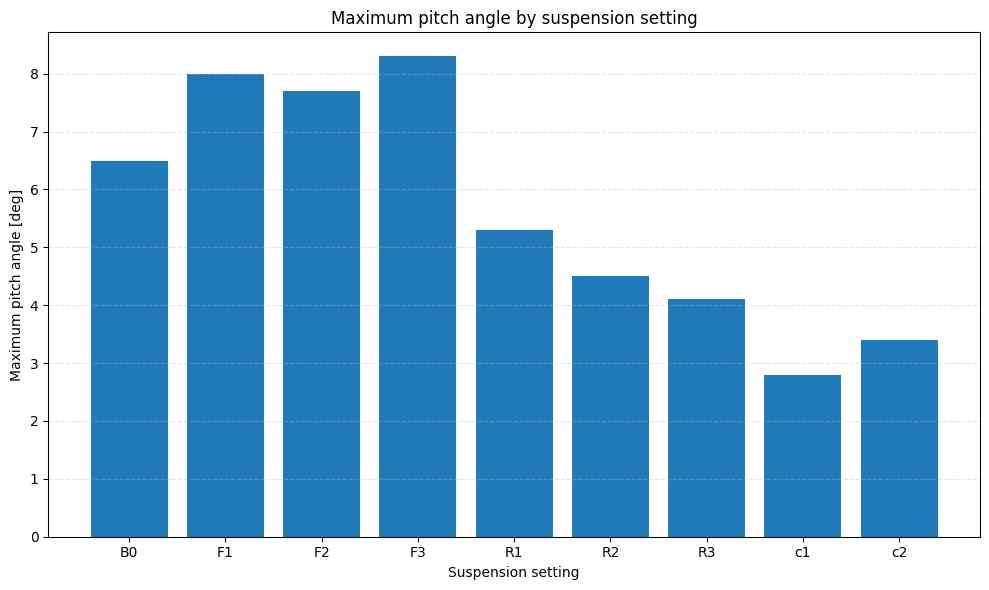 Maximum pitch angle by suspension setting
Maximum pitch angle [deg]
8
7
6
5
4
3
2
1
0
B0 F1 F2 F3 R1 R2 R3 c1 c2
Suspension setting